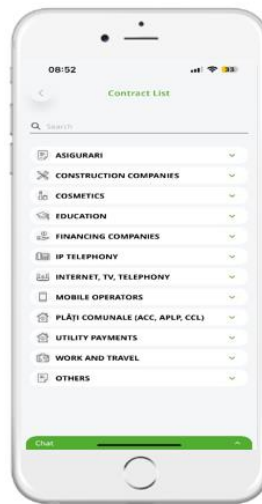 08:52
33
Contract List
Search
ASIGURARI
CONSTRUCTION COMPANIES
COSMETICS
EDUCATION
FINANCING COMPANIES
IP TELEPHONY
INTERNET, TV, TELEPHONY
MOBILE OPERATORS
PLĂȚI COMUNALE (ACC, APLP, CCL)
UTILITY PAYMENTS
WORK AND TRAVEL
OTHERS
Chat